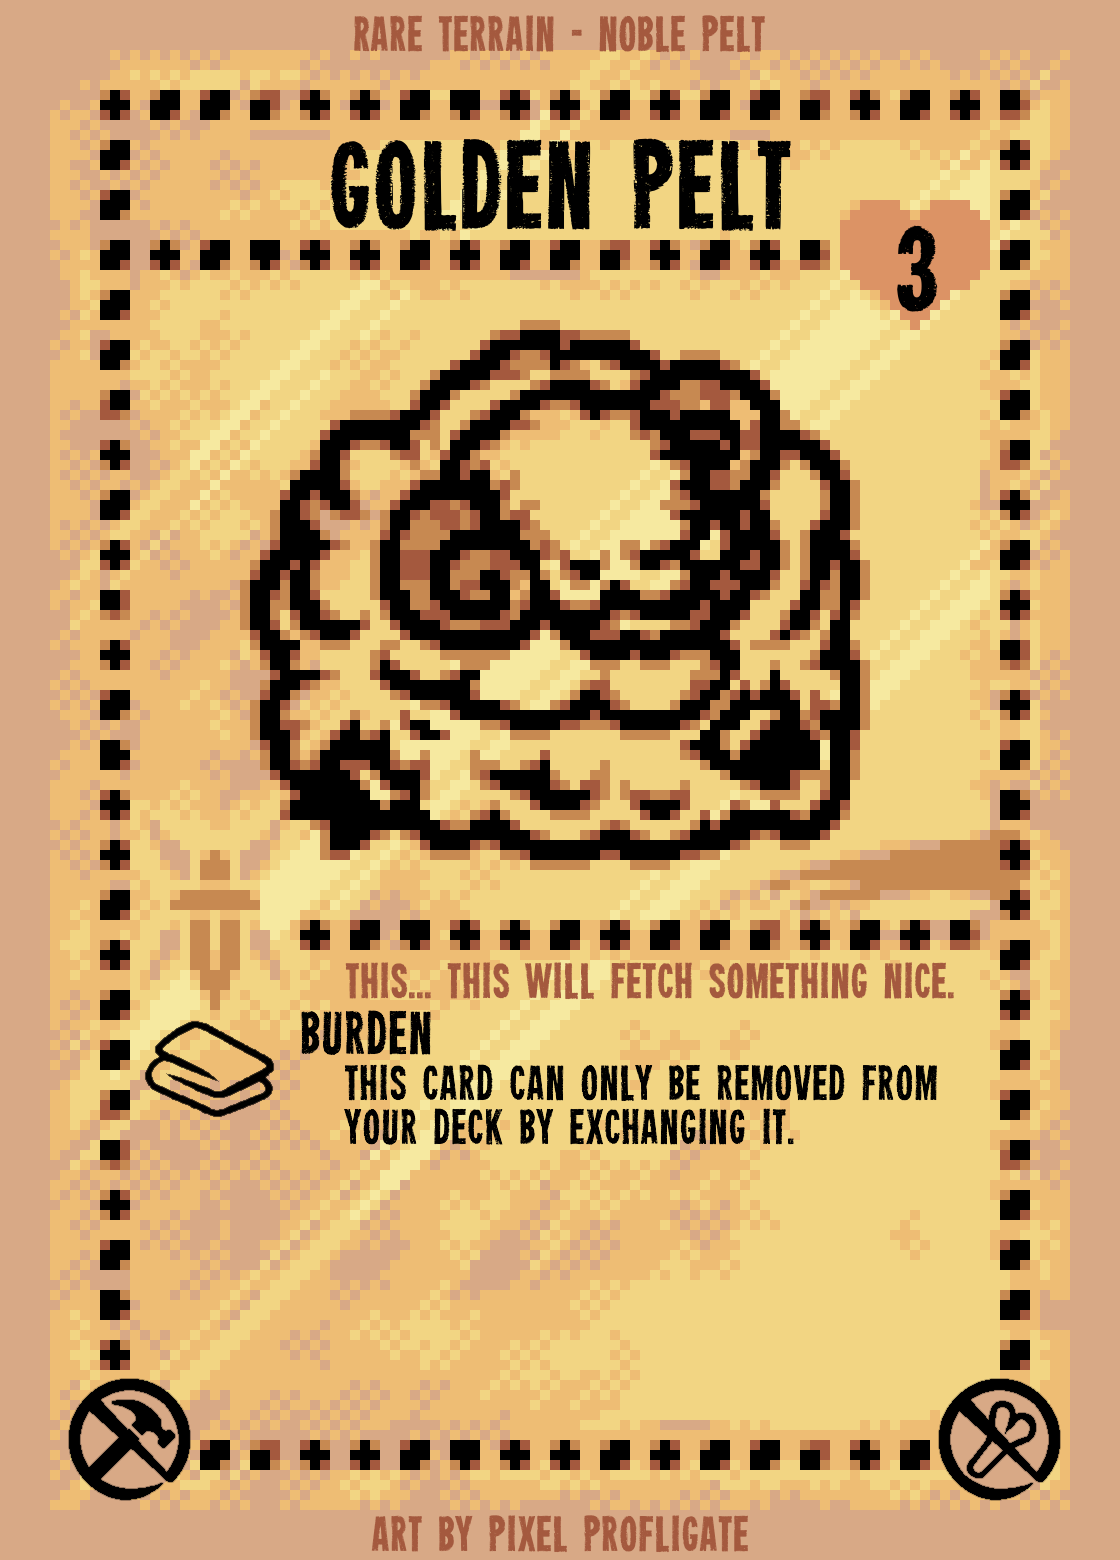 RARE TERRAIN - NOBLE PELT
GOLDEN PELT
3
THIS... THIS WILL FETCH SOMETHING NICE.
BURDEN
THIS CARD CAN ONLY BE REMOVED FROM
YOUR DECK BY EXCHANGING IT.
ART BY PIXEL PROFLIGATE